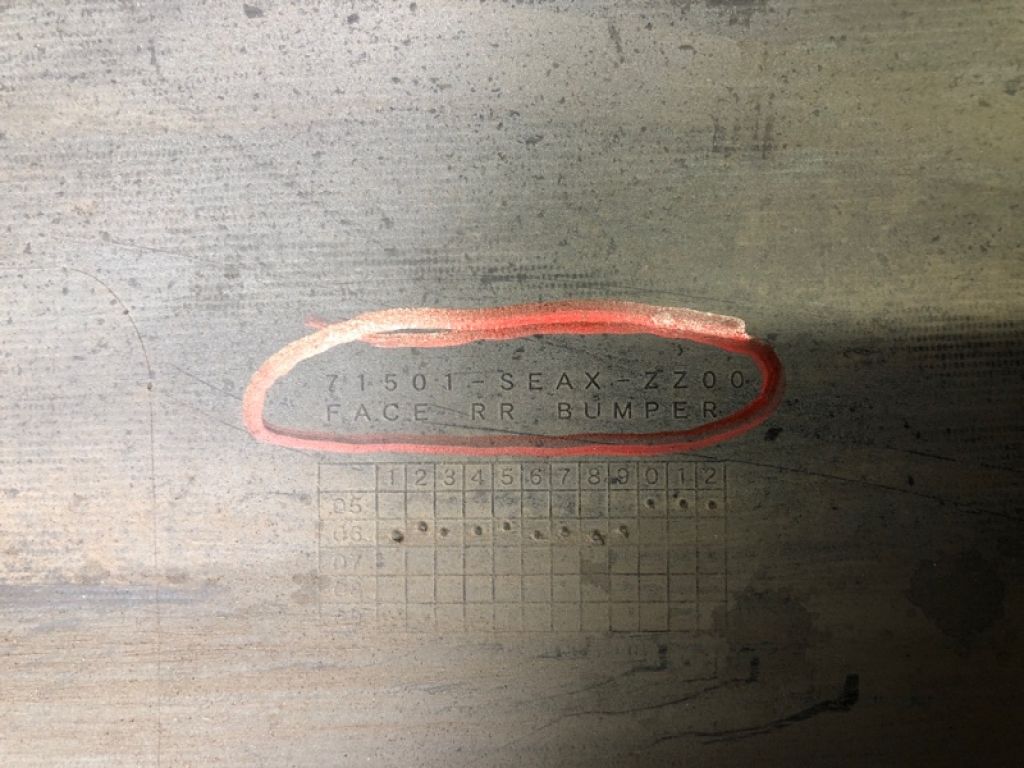 71501-SEAX-ZZ00
FACE RR BUMPER
1 2 3 4 5 6 7 8 9 0 1 2
05
06
07